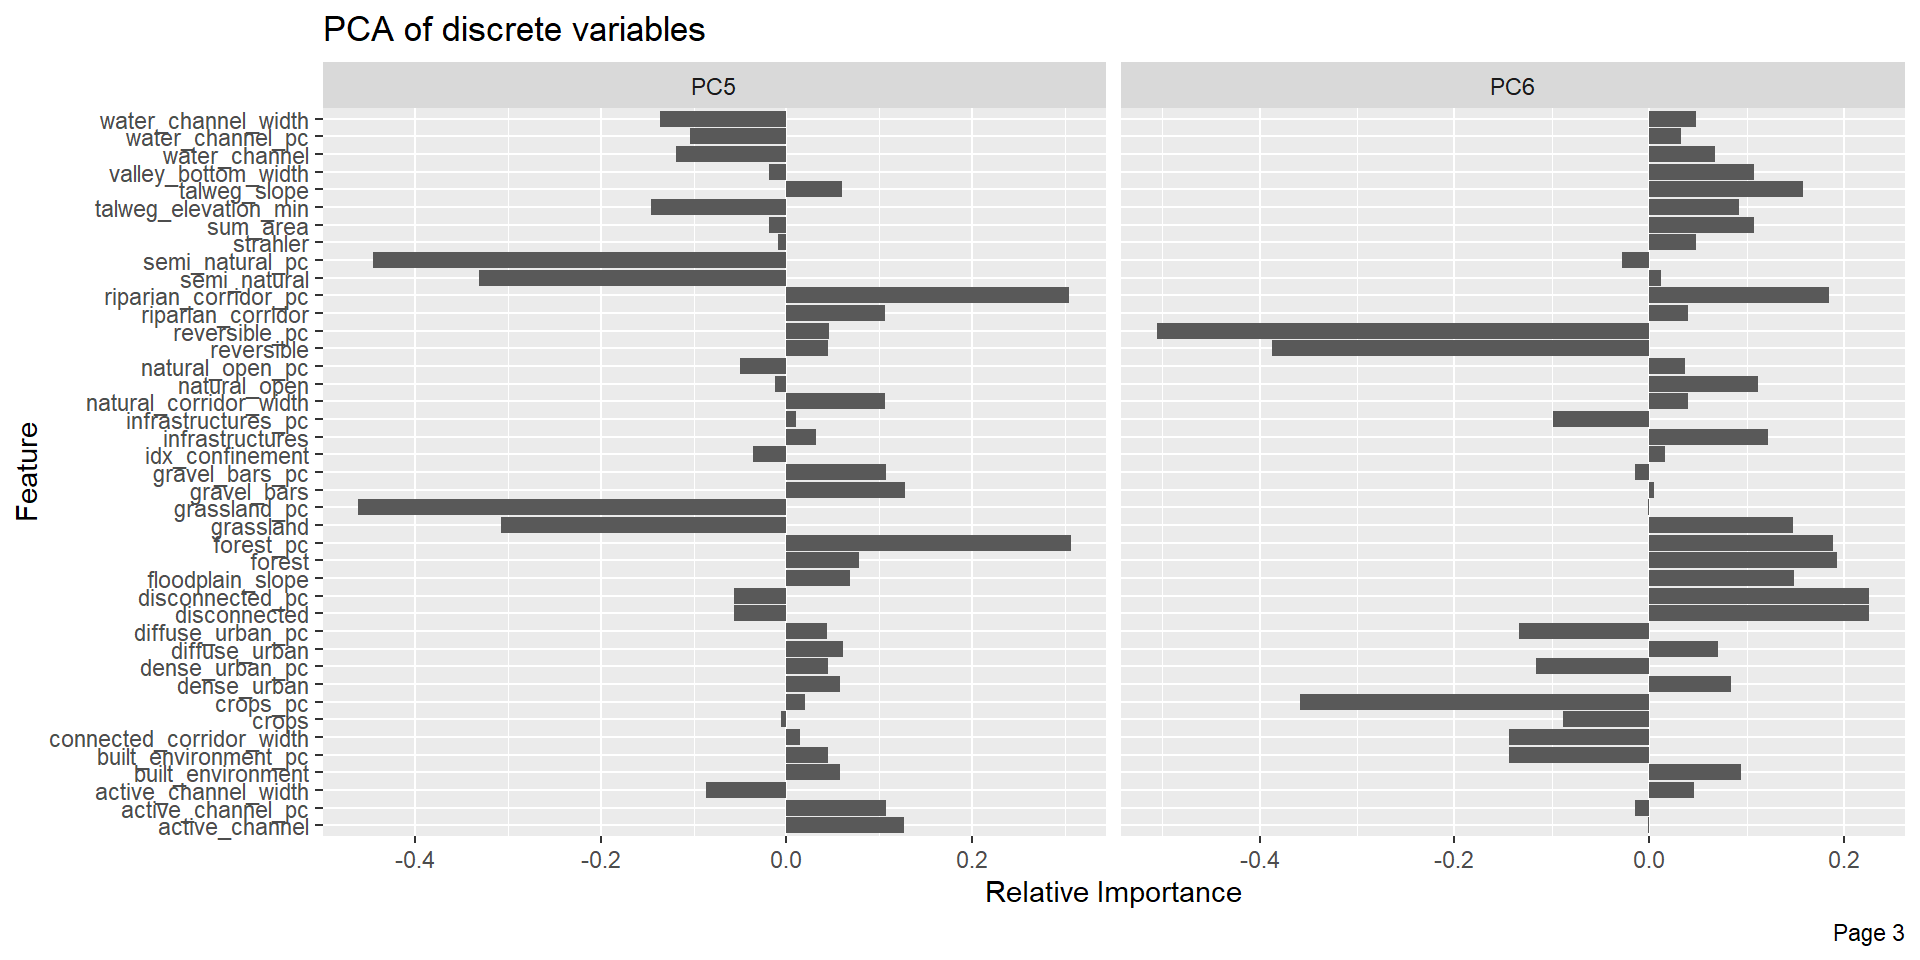 PCA of discrete variables
PC5
PC6
water_channel_width
water_channel_pc
water_channel
valley_bottom_width
talweg_slope
talweg_elevation_min
sum_area
strahler
semi_natural_pc
semi_natural
riparian_corridor_pc
riparian_corridor
reversible_pc
reversible
natural_open_pc
natural_open
natural_corridor_width
infrastructures_pc
infrastructures
idx_confinement
gravel_bars_pc
gravel_bars
grassland_pc
grassland
forest_pc
forest
floodplain_slope
disconnected_pc
disconnected
diffuse_urban_pc
diffuse_urban
dense_urban_pc
dense_urban
crops_pc
crops
connected_corridor_width
built_environment_pc
built_environment
active_channel_width
active_channel_pc
active_channel
Feature
-0.4 -0.2 0.0 0.2
-0.4 -0.2 0.0 0.2
Relative Importance
Page 3